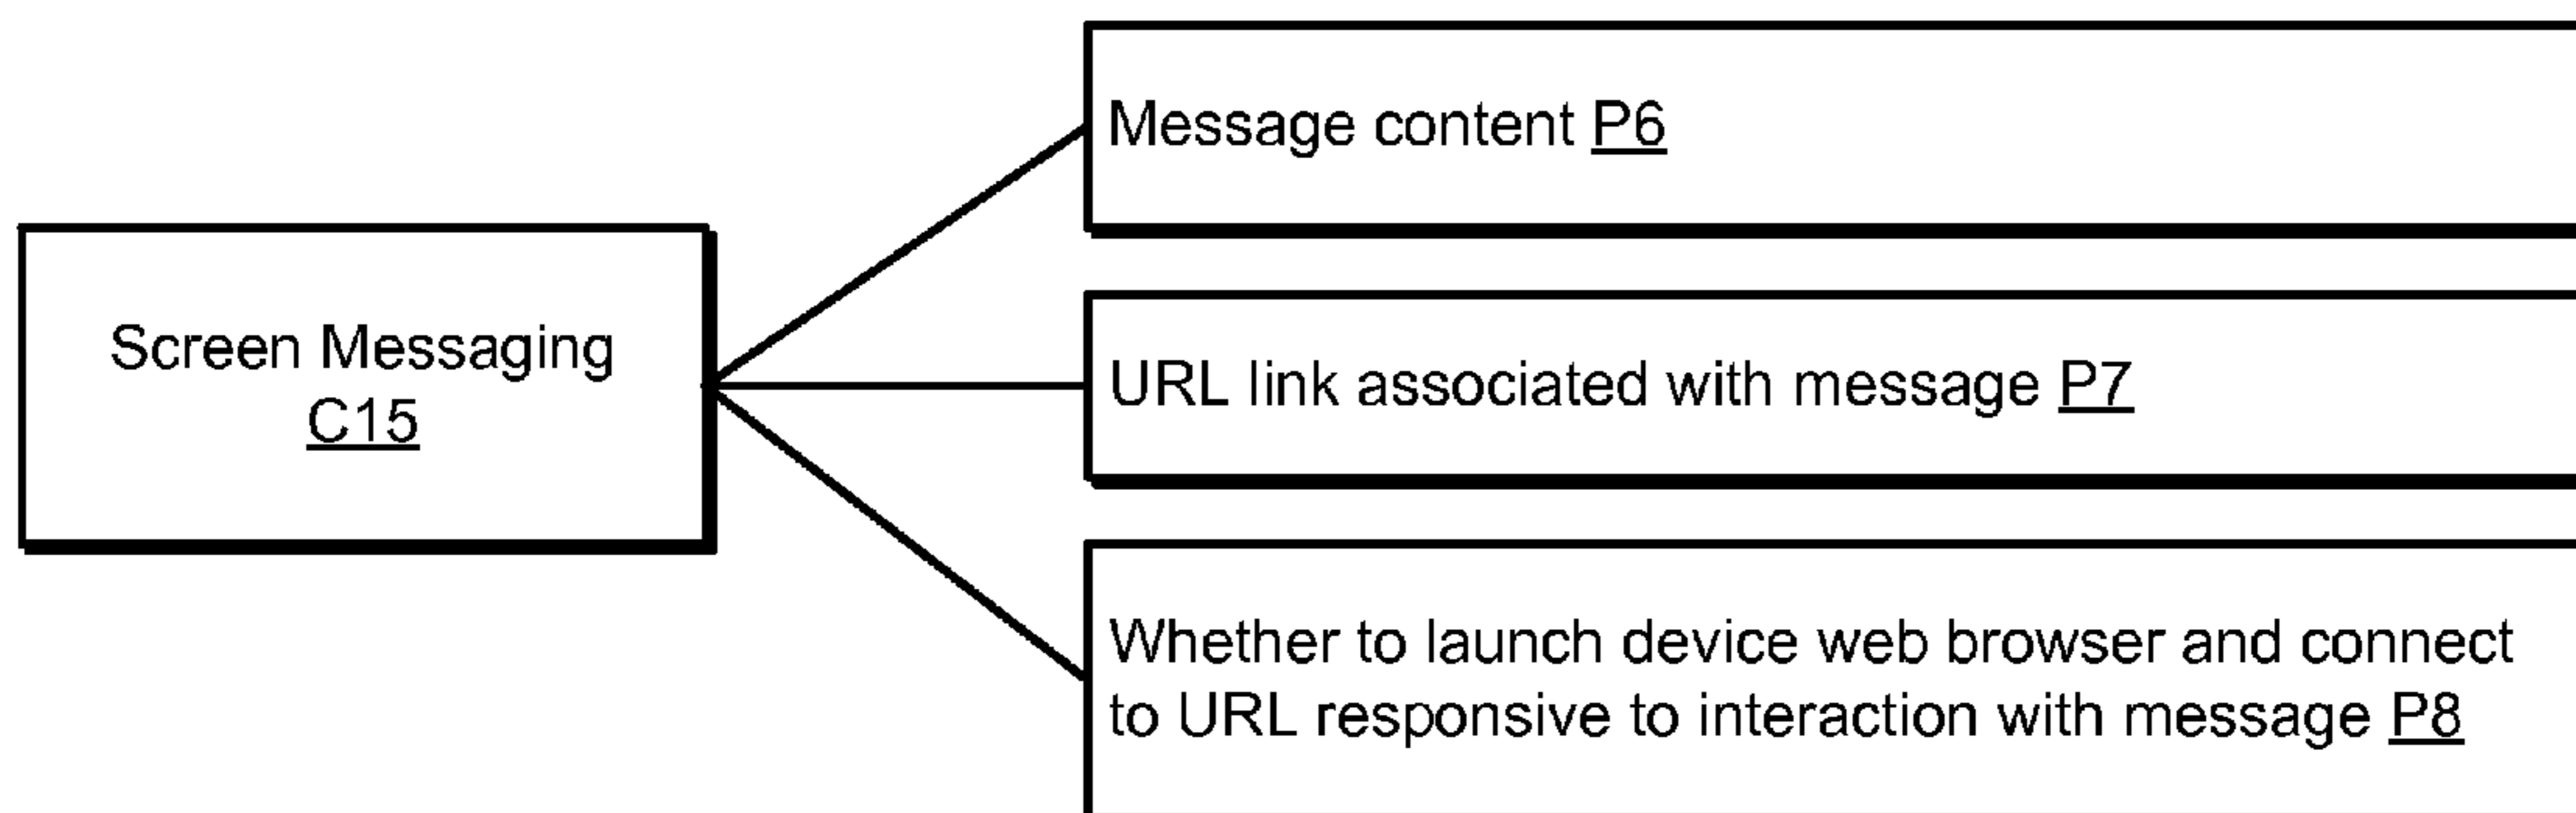 Message content P6
Screen Messaging
C15
URL link associated with message P7
Whether to launch device web browser and connect
to URL responsive to interaction with message P8